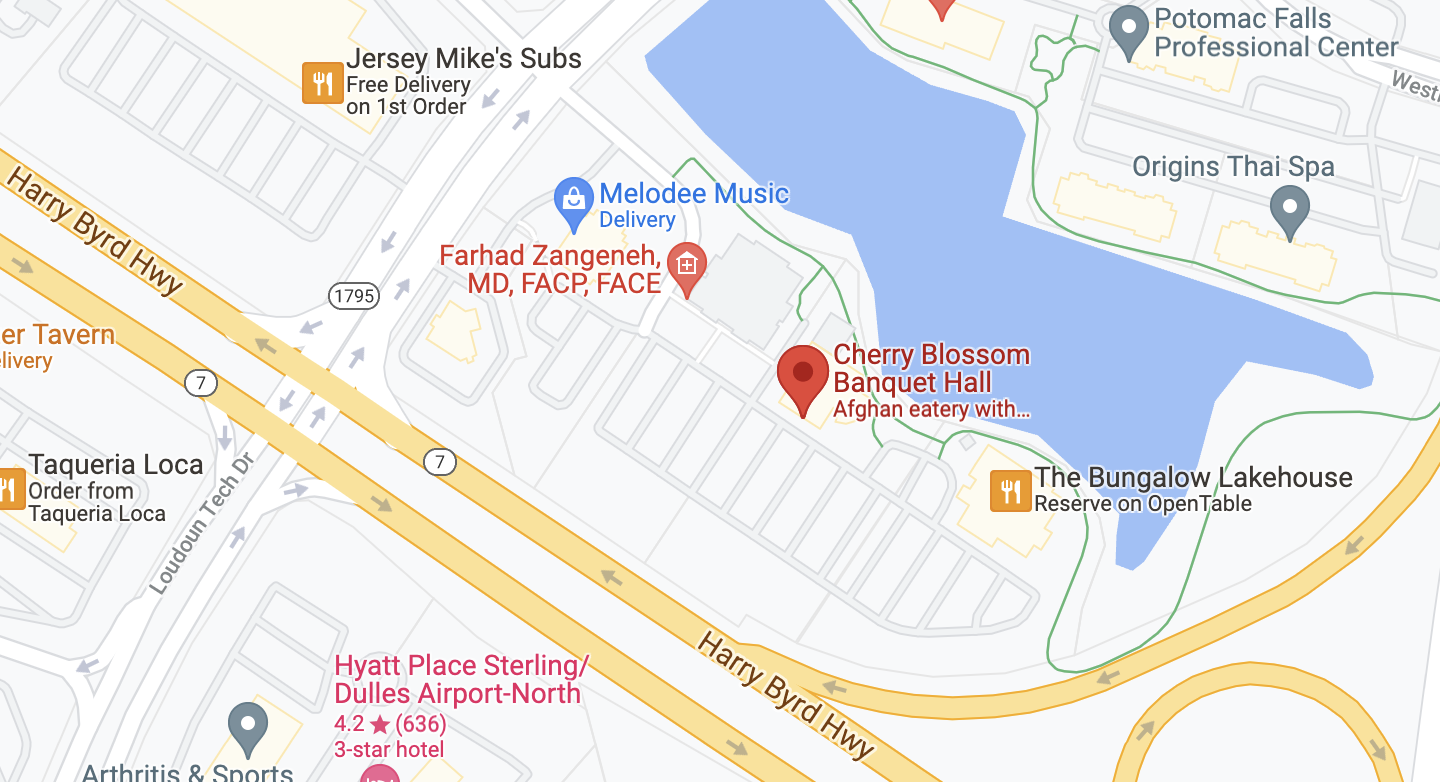 Potomac Falls
Professional Center
Jersey Mike's Subs
Free Delivery
on 1st Order
Origins Thai Spa
Harry Byrd Hwy
Melodee Music
Delivery
Farhad Zangeneh,
MD, FACP, FACE
1795
er Tavern
elivery
7
Cherry Blossom
Banquet Hall
Afghan eatery with...
7
Taqueria Loca
Order from
Taqueria Loca
Loudoun Tech Dr
The Bungalow Lakehouse
Reserve on OpenTable
Harry Byrd Hwy
Hyatt Place Sterling/
Dulles Airport-North
4.2 ★ (636)
3-star hotel
Arthritis & Sports